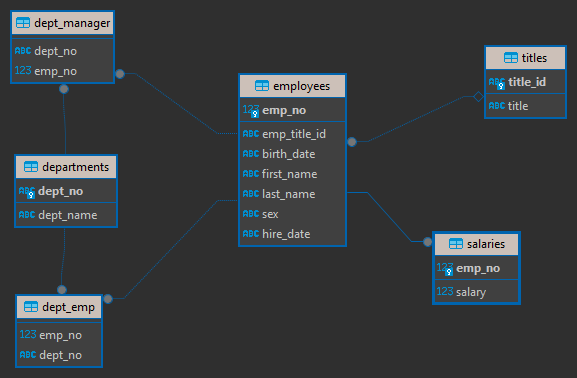 dept_manager
ABC dept_no
123 emp_no
departments
ABC dept_no
ABC dept_name
dept_emp
123 emp_no
ABC dept_no
employees
123 emp_no
ABC emp_title_id
ABC birth_date
ABC first_name
ABC last_name
ABC sex
ABC hire_date
titles
ABC title_id
ABC title
salaries
123 emp_no
123 salary